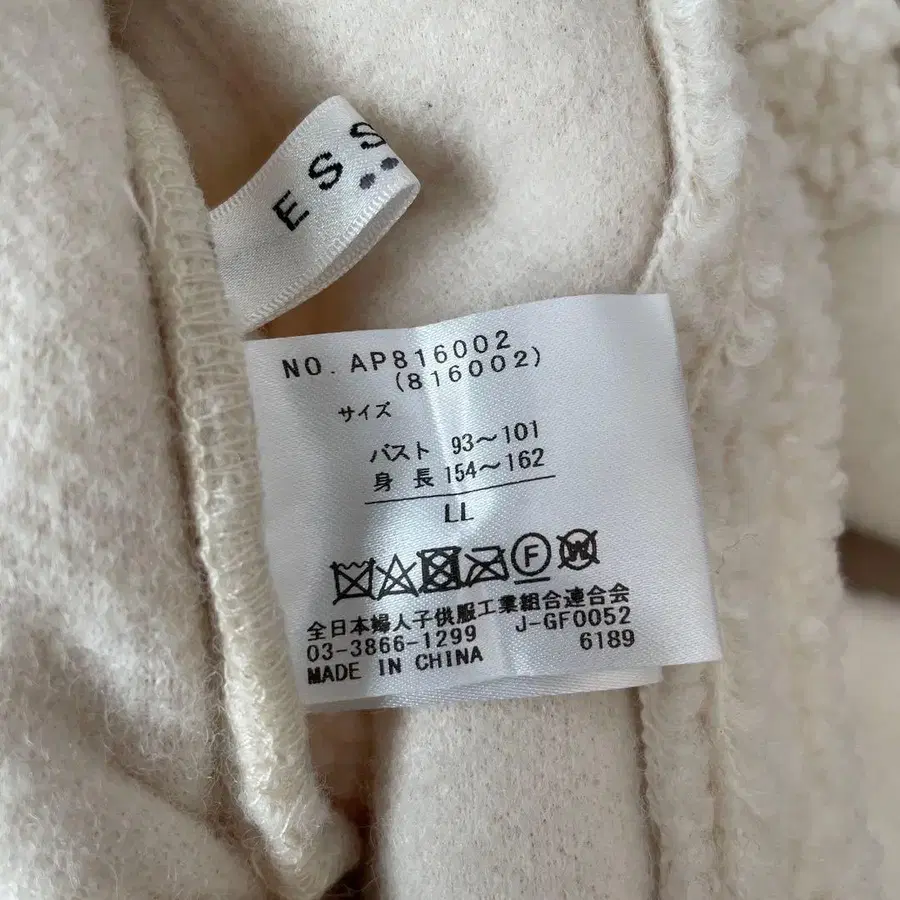 ESS
NO. AP816002
(816002)
サイズ
バスト 93～101
身長 154～162
LL
F W
全日本婦人子供服工業組合連合会
03-3866-1299 J-GF0052
MADE IN CHINA 6189